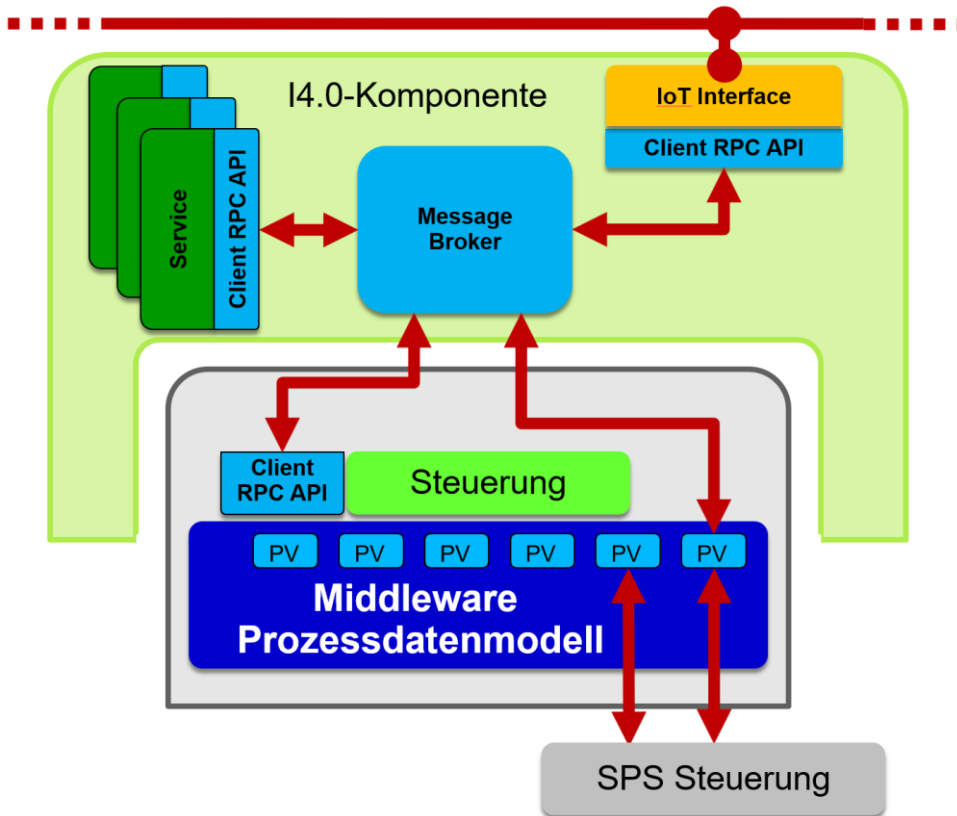 I4.0-Komponente
IoT Interface
Client RPC API
Service
Client RPC API
Message
Broker
Client
RPC API
Steuerung
PV
PV
PV
PV
PV
PV
Middleware
Prozessdatenmodell
SPS Steuerung